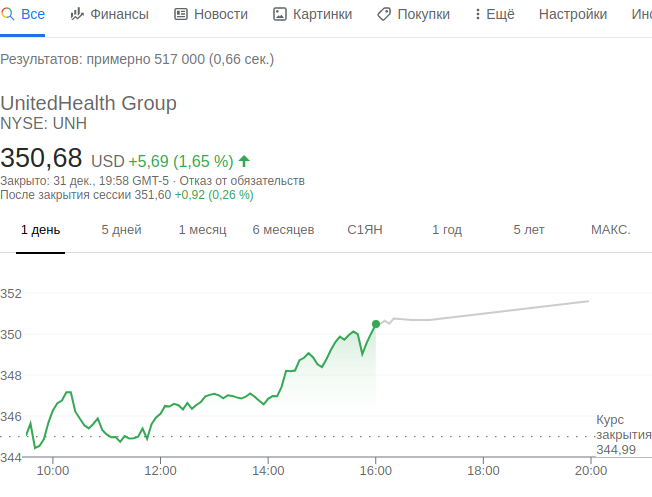 Все Финансы Новости Картинки Покупки Ещё Настройки Инс
Результатов: примерно 517 000 (0,66 сек.)
UnitedHealth Group
NYSE: UNH
350,68 USD +5,69 (1,65 %)
Закрыто: 31 дек., 19:58 GMT-5 · Отказ от обязательств
После закрытия сессии 351,60 +0,92 (0,26 %)
1 день 5 дней 1 месяц 6 месяцев С1ЯН 1 год 5 лет МАКС.
352
350
348
346
Курс
закрытия
344,99
344
10:00 12:00 14:00 16:00 18:00 20:00